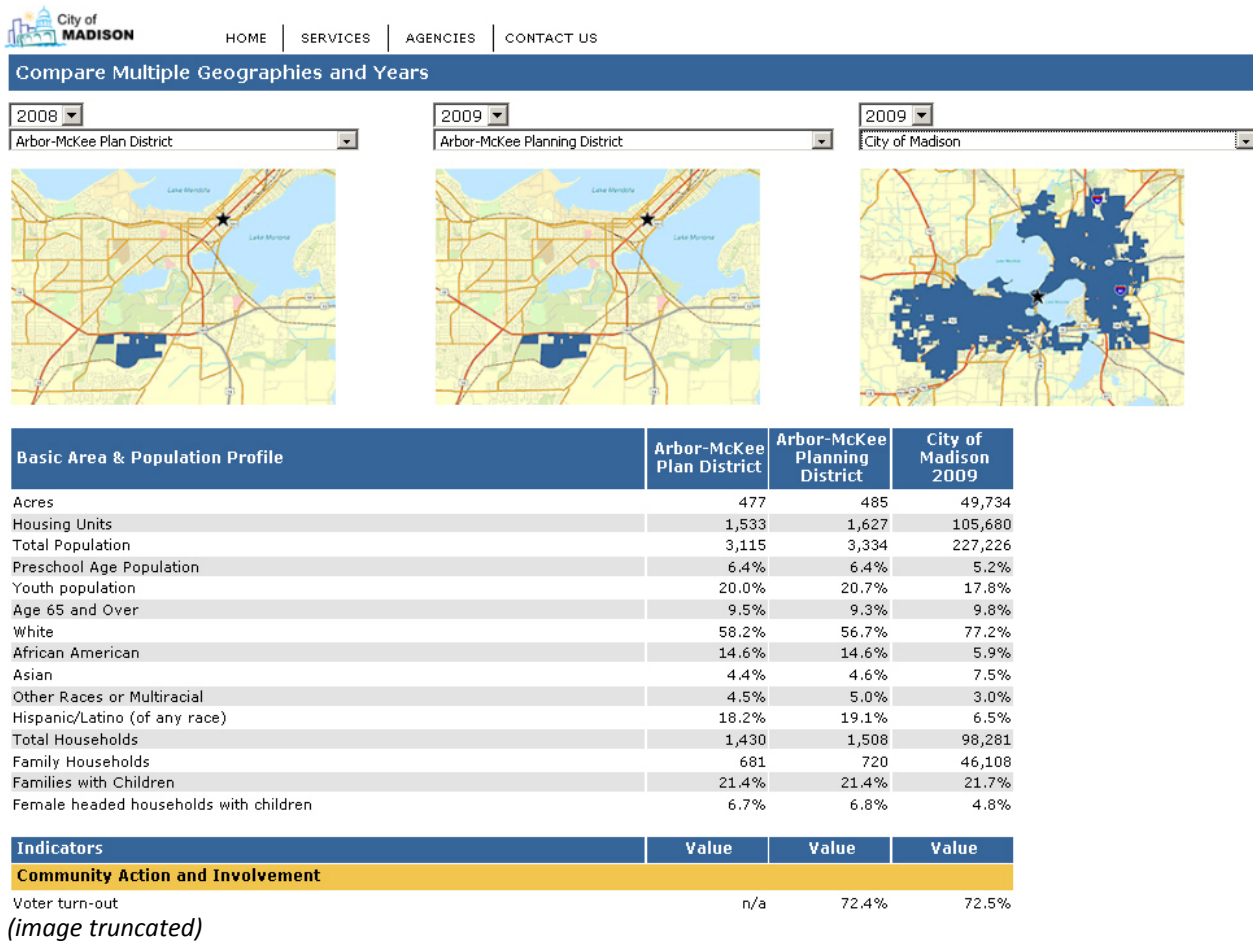 City of
MADISON
HOME SERVICES AGENCIES CONTACT US
Compare Multiple Geographies and Years
2008 2009 2009
Arbor-McKee Plan District Arbor-McKee Planning District City of Madison
Lake Mendota Lake Mendota
Lake Monona Lake Monona
Basic Area & Population Profile Arbor-McKee Plan District Arbor-McKee Planning District City of Madison 2009
Acres 477 485 49,734
Housing Units 1,533 1,627 105,680
Total Population 3,115 3,334 227,226
Preschool Age Population 6.4% 6.4% 5.2%
Youth population 20.0% 20.7% 17.8%
Age 65 and Over 9.5% 9.3% 9.8%
White 58.2% 56.7% 77.2%
African American 14.6% 14.6% 5.9%
Asian 4.4% 4.6% 7.5%
Other Races or Multiracial 4.5% 5.0% 3.0%
Hispanic/Latino (of any race) 18.2% 19.1% 6.5%
Total Households 1,430 1,508 98,281
Family Households 681 720 46,108
Families with Children 21.4% 21.4% 21.7%
Female headed households with children 6.7% 6.8% 4.8%
Indicators Value Value Value
Community Action and Involvement
Voter turn-out n/a 72.4% 72.5%
(image truncated)